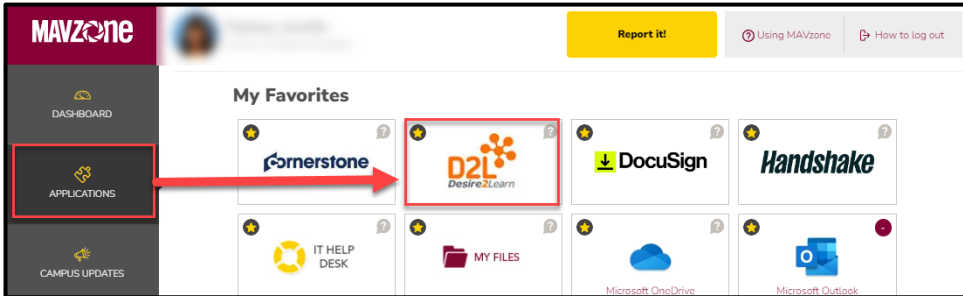 MAVZONE
Report it!
Using MAVzone
How to log out
DASHBOARD
APPLICATIONS
CAMPUS UPDATES
My Favorites
?
?
?
?
cornerstone
D2L
Desire2Learn
DocuSign
Handshake
?
?
?
-
IT HELP
DESK
MY FILES
Microsoft OneDrive
O
Microsoft Outlook